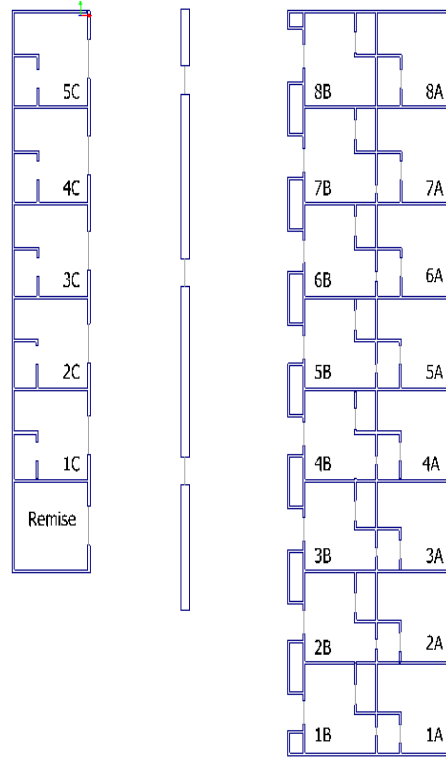 5C
4C
3C
2C
1C
Remise
8B 8A
7B 7A
6B 6A
5B 5A
4B 4A
3B 3A
2B 2A
1B 1A